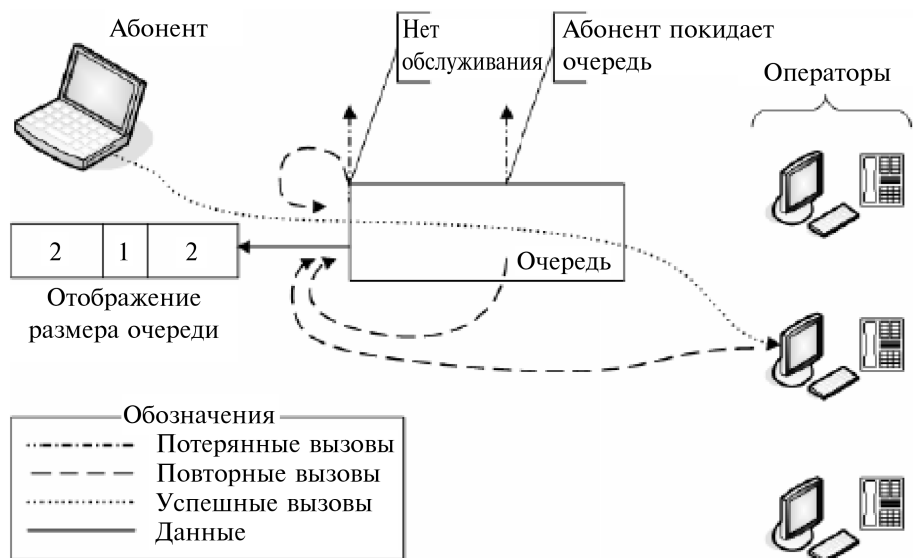 Абонент
Нет
обслуживания
Абонент покидает
очередь
Операторы
2 1 2
Очередь
Отображение
размера очереди
Обозначения
Потерянные вызовы
Повторные вызовы
Успешные вызовы
Данные